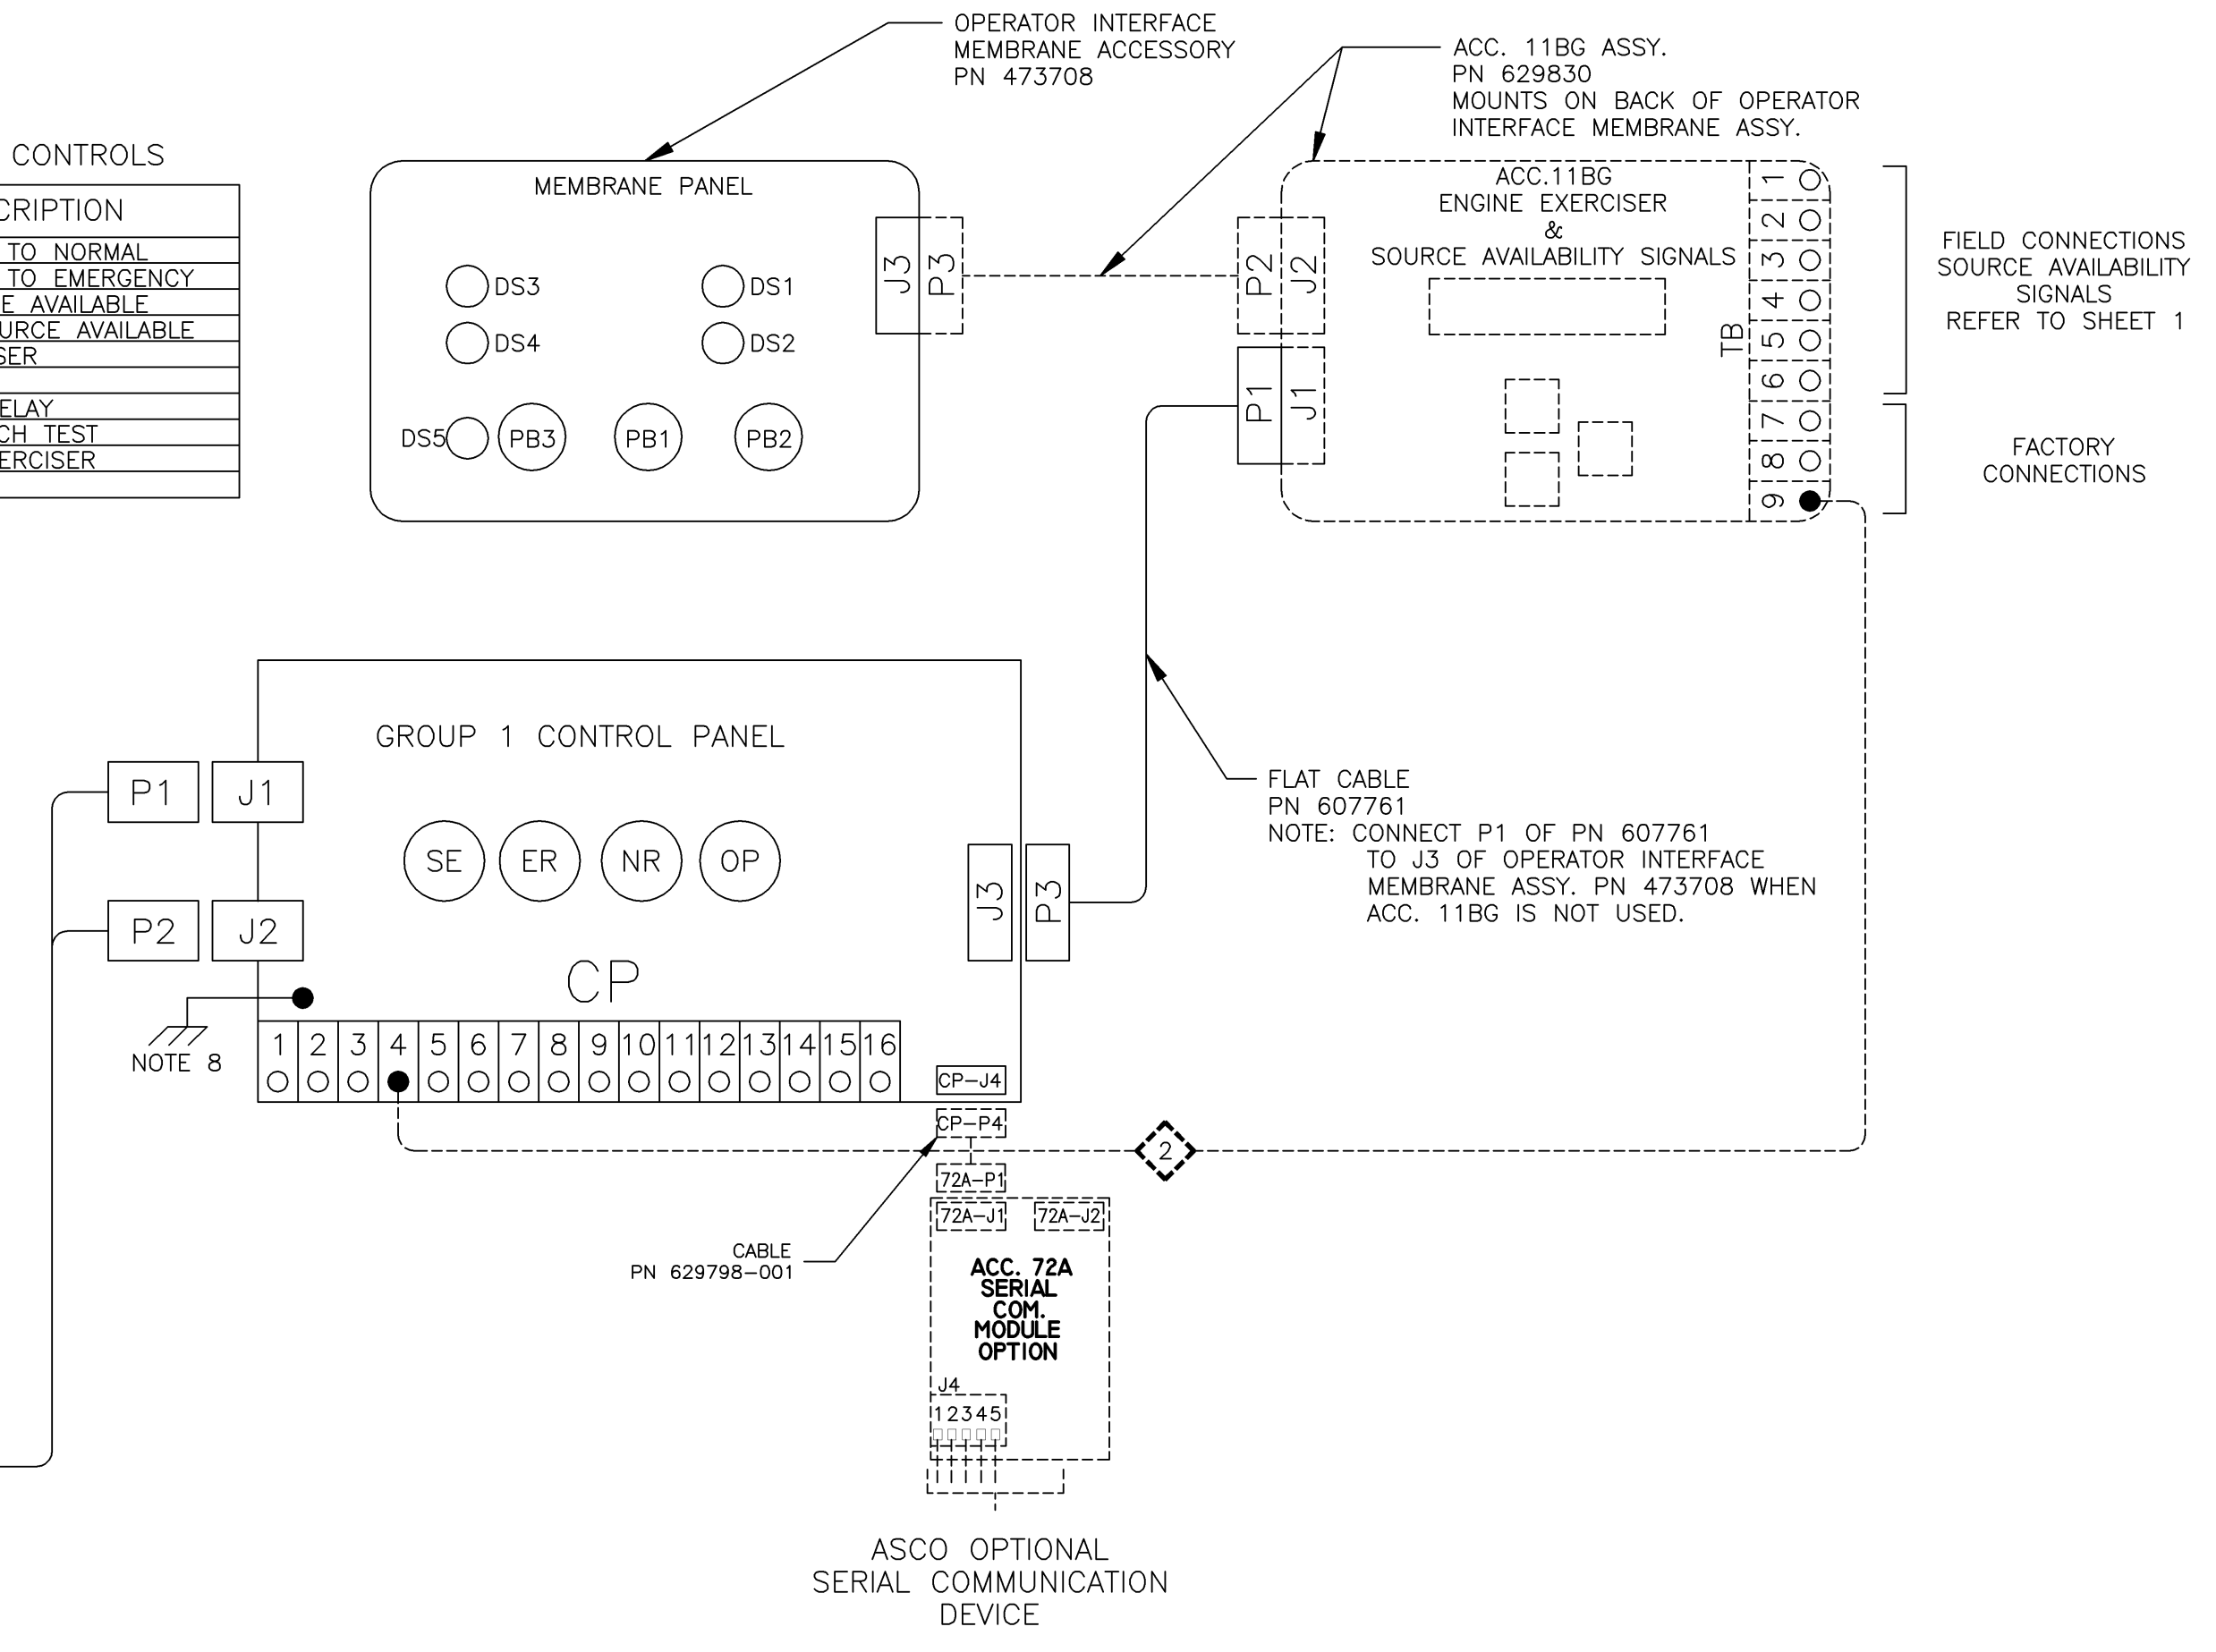 OPERATOR INTERFACE
MEMBRANE ACCESSORY
PN 473708
ACC. 11BG ASSY.
PN 629830
MOUNTS ON BACK OF OPERATOR
INTERFACE MEMBRANE ASSY.
CONTROLS
CRIPTION
TO NORMAL
TO EMERGENCY
E AVAILABLE
URCE AVAILABLE
SER
ELAY
CH TEST
ERCISER
MEMBRANE PANEL
DS3
DS1
DS4
DS2
DS5
PB3
PB1
PB2
J3
P3
P2
J2
P1
J1
ACC.11BG
ENGINE EXERCISER
&
SOURCE AVAILABILITY SIGNALS
TB
1
2
3
4
5
6
7
8
9
FIELD CONNECTIONS
SOURCE AVAILABILITY
SIGNALS
REFER TO SHEET 1
FACTORY
CONNECTIONS
GROUP 1 CONTROL PANEL
P1
J1
SE
ER
NR
OP
P2
J2
J3
P3
CP
NOTE 8
1 2 3 4 5 6 7 8 9 10 11 12 13 14 15 16
FLAT CABLE
PN 607761
NOTE: CONNECT P1 OF PN 607761
TO J3 OF OPERATOR INTERFACE
MEMBRANE ASSY. PN 473708 WHEN
ACC. 11BG IS NOT USED.
CP-J4
CP-P4
2
72A-P1
72A-J1
72A-J2
CABLE
PN 629798-001
ACC. 72A
SERIAL
COM.
MODULE
OPTION
J4
12345
ASCO OPTIONAL
SERIAL COMMUNICATION
DEVICE